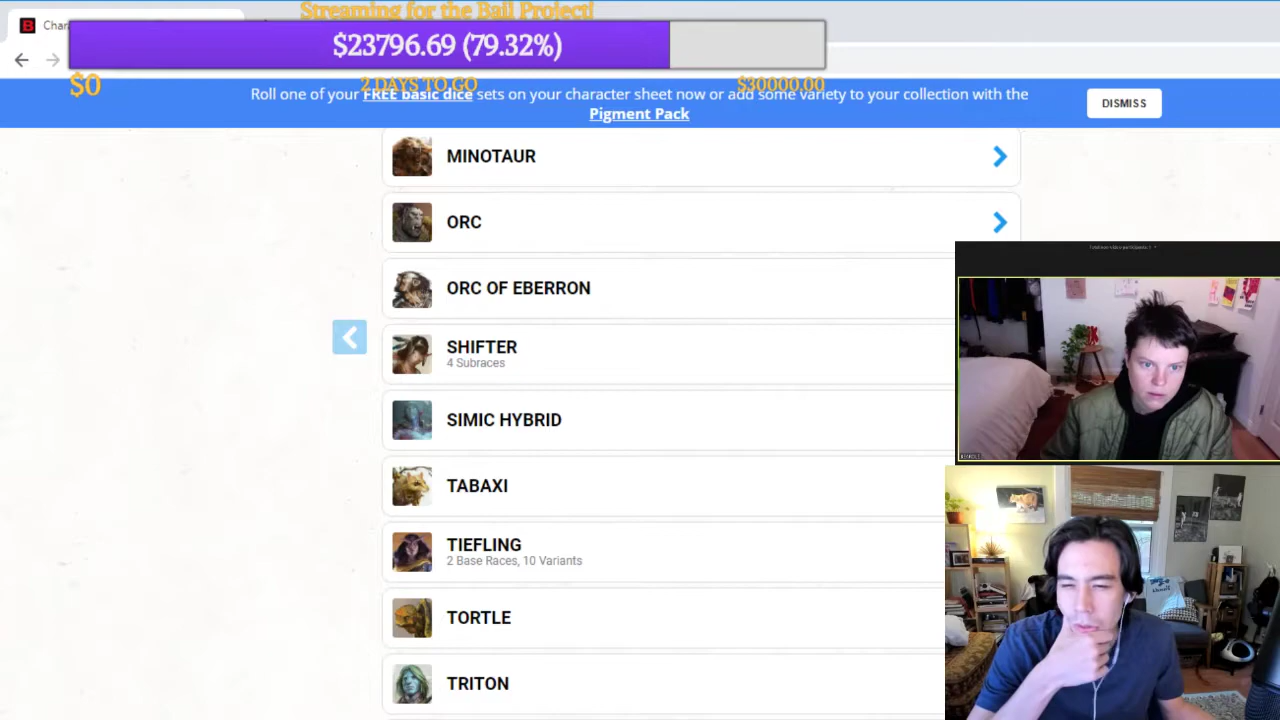 Streaming for the Bail Project!
Char
$23796.69 (79.32%)
$0
2 DAYS TO GO
$30000.00
Roll one of your FREE basic dice sets on your character sheet now or add some variety to your collection with the
Pigment Pack
DISMISS
MINOTAUR
ORC
ORC OF EBERRON
SHIFTER
4 Subraces
SIMIC HYBRID
TABAXI
TIEFLING
2 Base Races, 10 Variants
TORTLE
TRITON